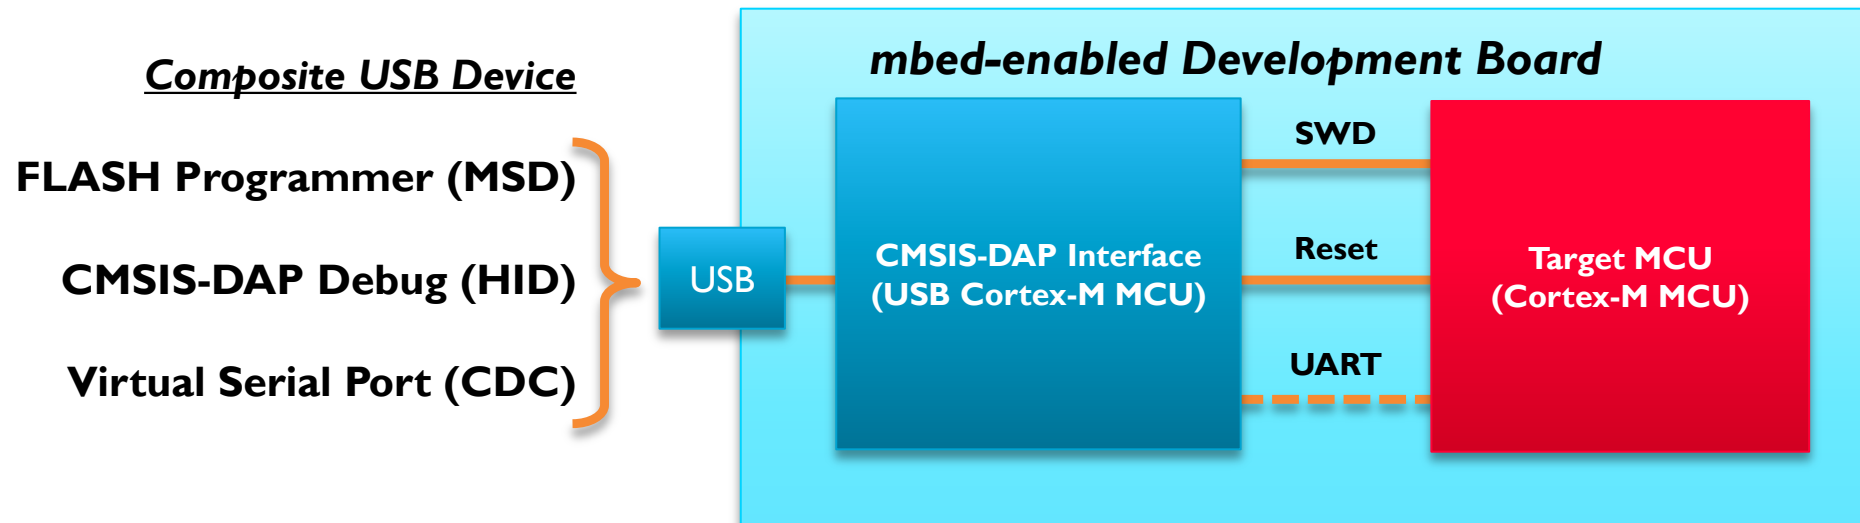 Composite USB Device
FLASH Programmer (MSD)
CMSIS-DAP Debug (HID)
Virtual Serial Port (CDC)
USB
mbed-enabled Development Board
CMSIS-DAP Interface
(USB Cortex-M MCU)
SWD
Reset
UART
Target MCU
(Cortex-M MCU)